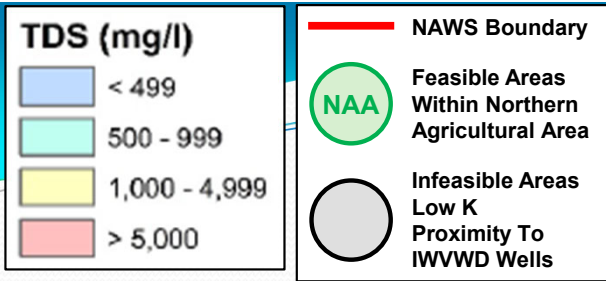 TDS (mg/l)
< 499
500 - 999
1,000 - 4,999
> 5,000
NAWS Boundary
NAA
Feasible Areas
Within Northern
Agricultural Area
Infeasible Areas
Low K
Proximity To
IWVWD Wells